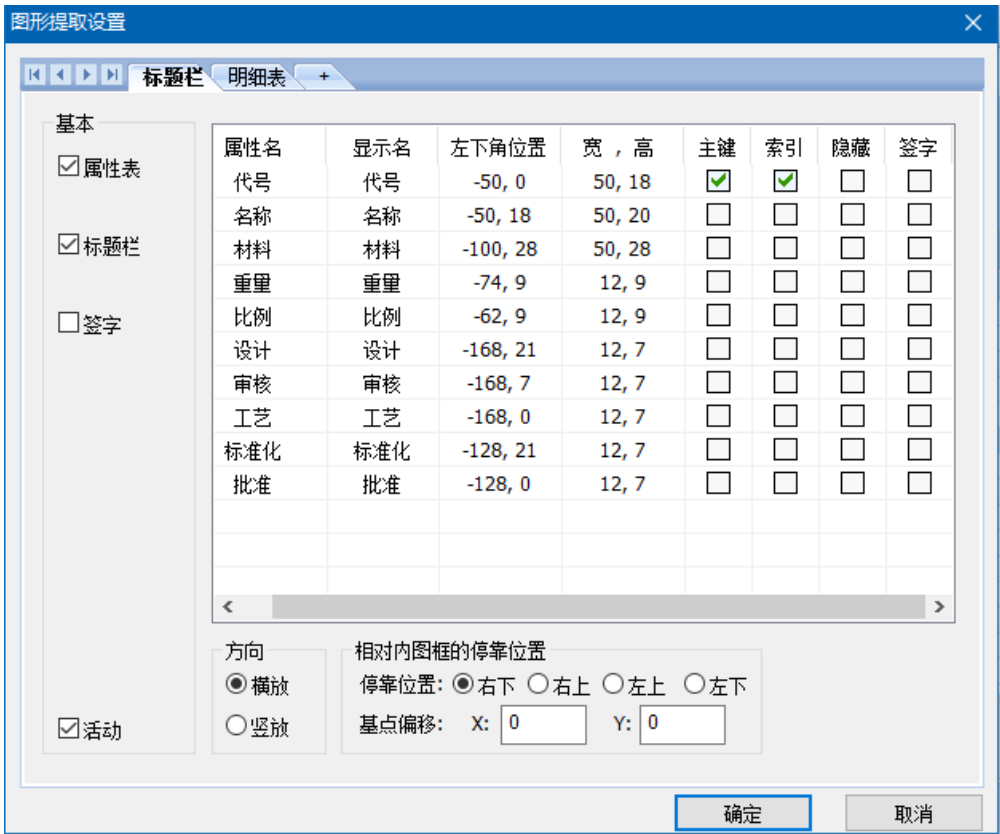 图形提取设置
标题栏 明细表 +
基本
属性表
标题栏
签字
活动
属性名 显示名 左下角位置 宽 , 高 主键 索引 隐藏 签字
代号 代号 -50, 0 50, 18
名称 名称 -50, 18 50, 20
材料 材料 -100, 28 50, 28
重量 重量 -74, 9 12, 9
比例 比例 -62, 9 12, 9
设计 设计 -168, 21 12, 7
审核 审核 -168, 7 12, 7
工艺 工艺 -168, 0 12, 7
标准化 标准化 -128, 21 12, 7
批准 批准 -128, 0 12, 7
方向
横放
竖放
相对内图框的停靠位置
停靠位置: 右下 右上 左上 左下
基点偏移: X: 0 Y: 0
确定 取消